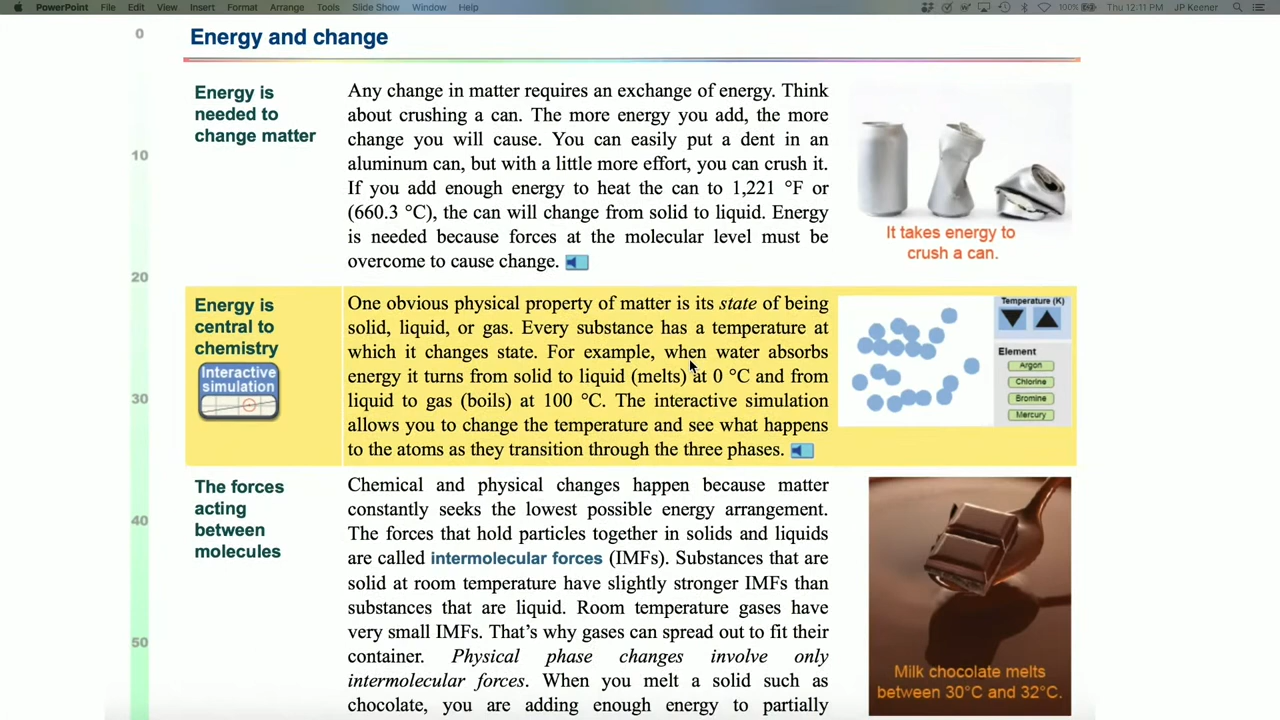 PowerPoint File Edit View Insert Format Arrange Tools Slide Show Window Help 100% Thu 12:11 PM JP Keener
Energy and change
0
10
20
30
40
50
Energy is
needed to
change matter
Any change in matter requires an exchange of energy. Think
about crushing a can. The more energy you add, the more
change you will cause. You can easily put a dent in an
aluminum can, but with a little more effort, you can crush it.
If you add enough energy to heat the can to 1,221 °F or
(660.3 °C), the can will change from solid to liquid. Energy
is needed because forces at the molecular level must be
overcome to cause change.
It takes energy to
crush a can.
Energy is
central to
chemistry
Interactive
simulation
One obvious physical property of matter is its state of being
solid, liquid, or gas. Every substance has a temperature at
which it changes state. For example, when water absorbs
energy it turns from solid to liquid (melts) at 0 °C and from
liquid to gas (boils) at 100 °C. The interactive simulation
allows you to change the temperature and see what happens
to the atoms as they transition through the three phases.
Temperature (K)
Element
Argon
Chlorine
Bromine
Mercury
The forces
acting
between
molecules
Chemical and physical changes happen because matter
constantly seeks the lowest possible energy arrangement.
The forces that hold particles together in solids and liquids
are called intermolecular forces (IMFs). Substances that are
solid at room temperature have slightly stronger IMFs than
substances that are liquid. Room temperature gases have
very small IMFs. That's why gases can spread out to fit their
container. Physical phase changes involve only
intermolecular forces. When you melt a solid such as
chocolate, you are adding enough energy to partially
Milk chocolate melts
between 30°C and 32°C.